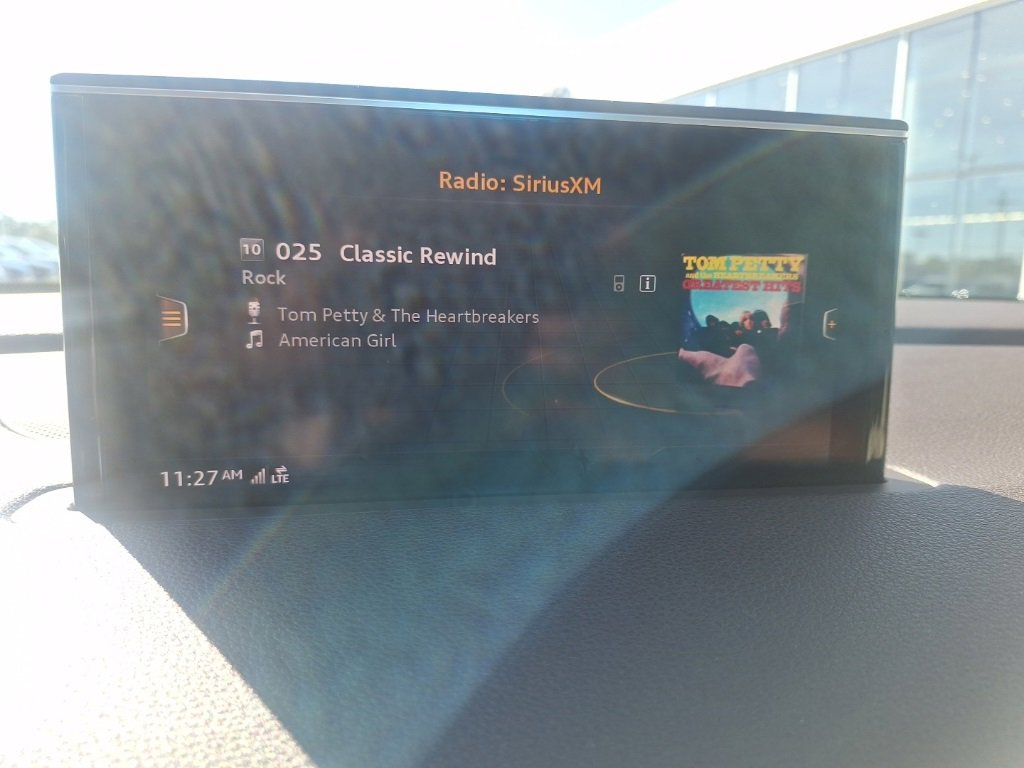 Radio: SiriusXM
10 025 Classic Rewind
Rock
Tom Petty & The Heartbreakers
American Girl
TOM PETTY
and the HEARTBREAKERS
GREATEST HITS
11:27 AM LTE